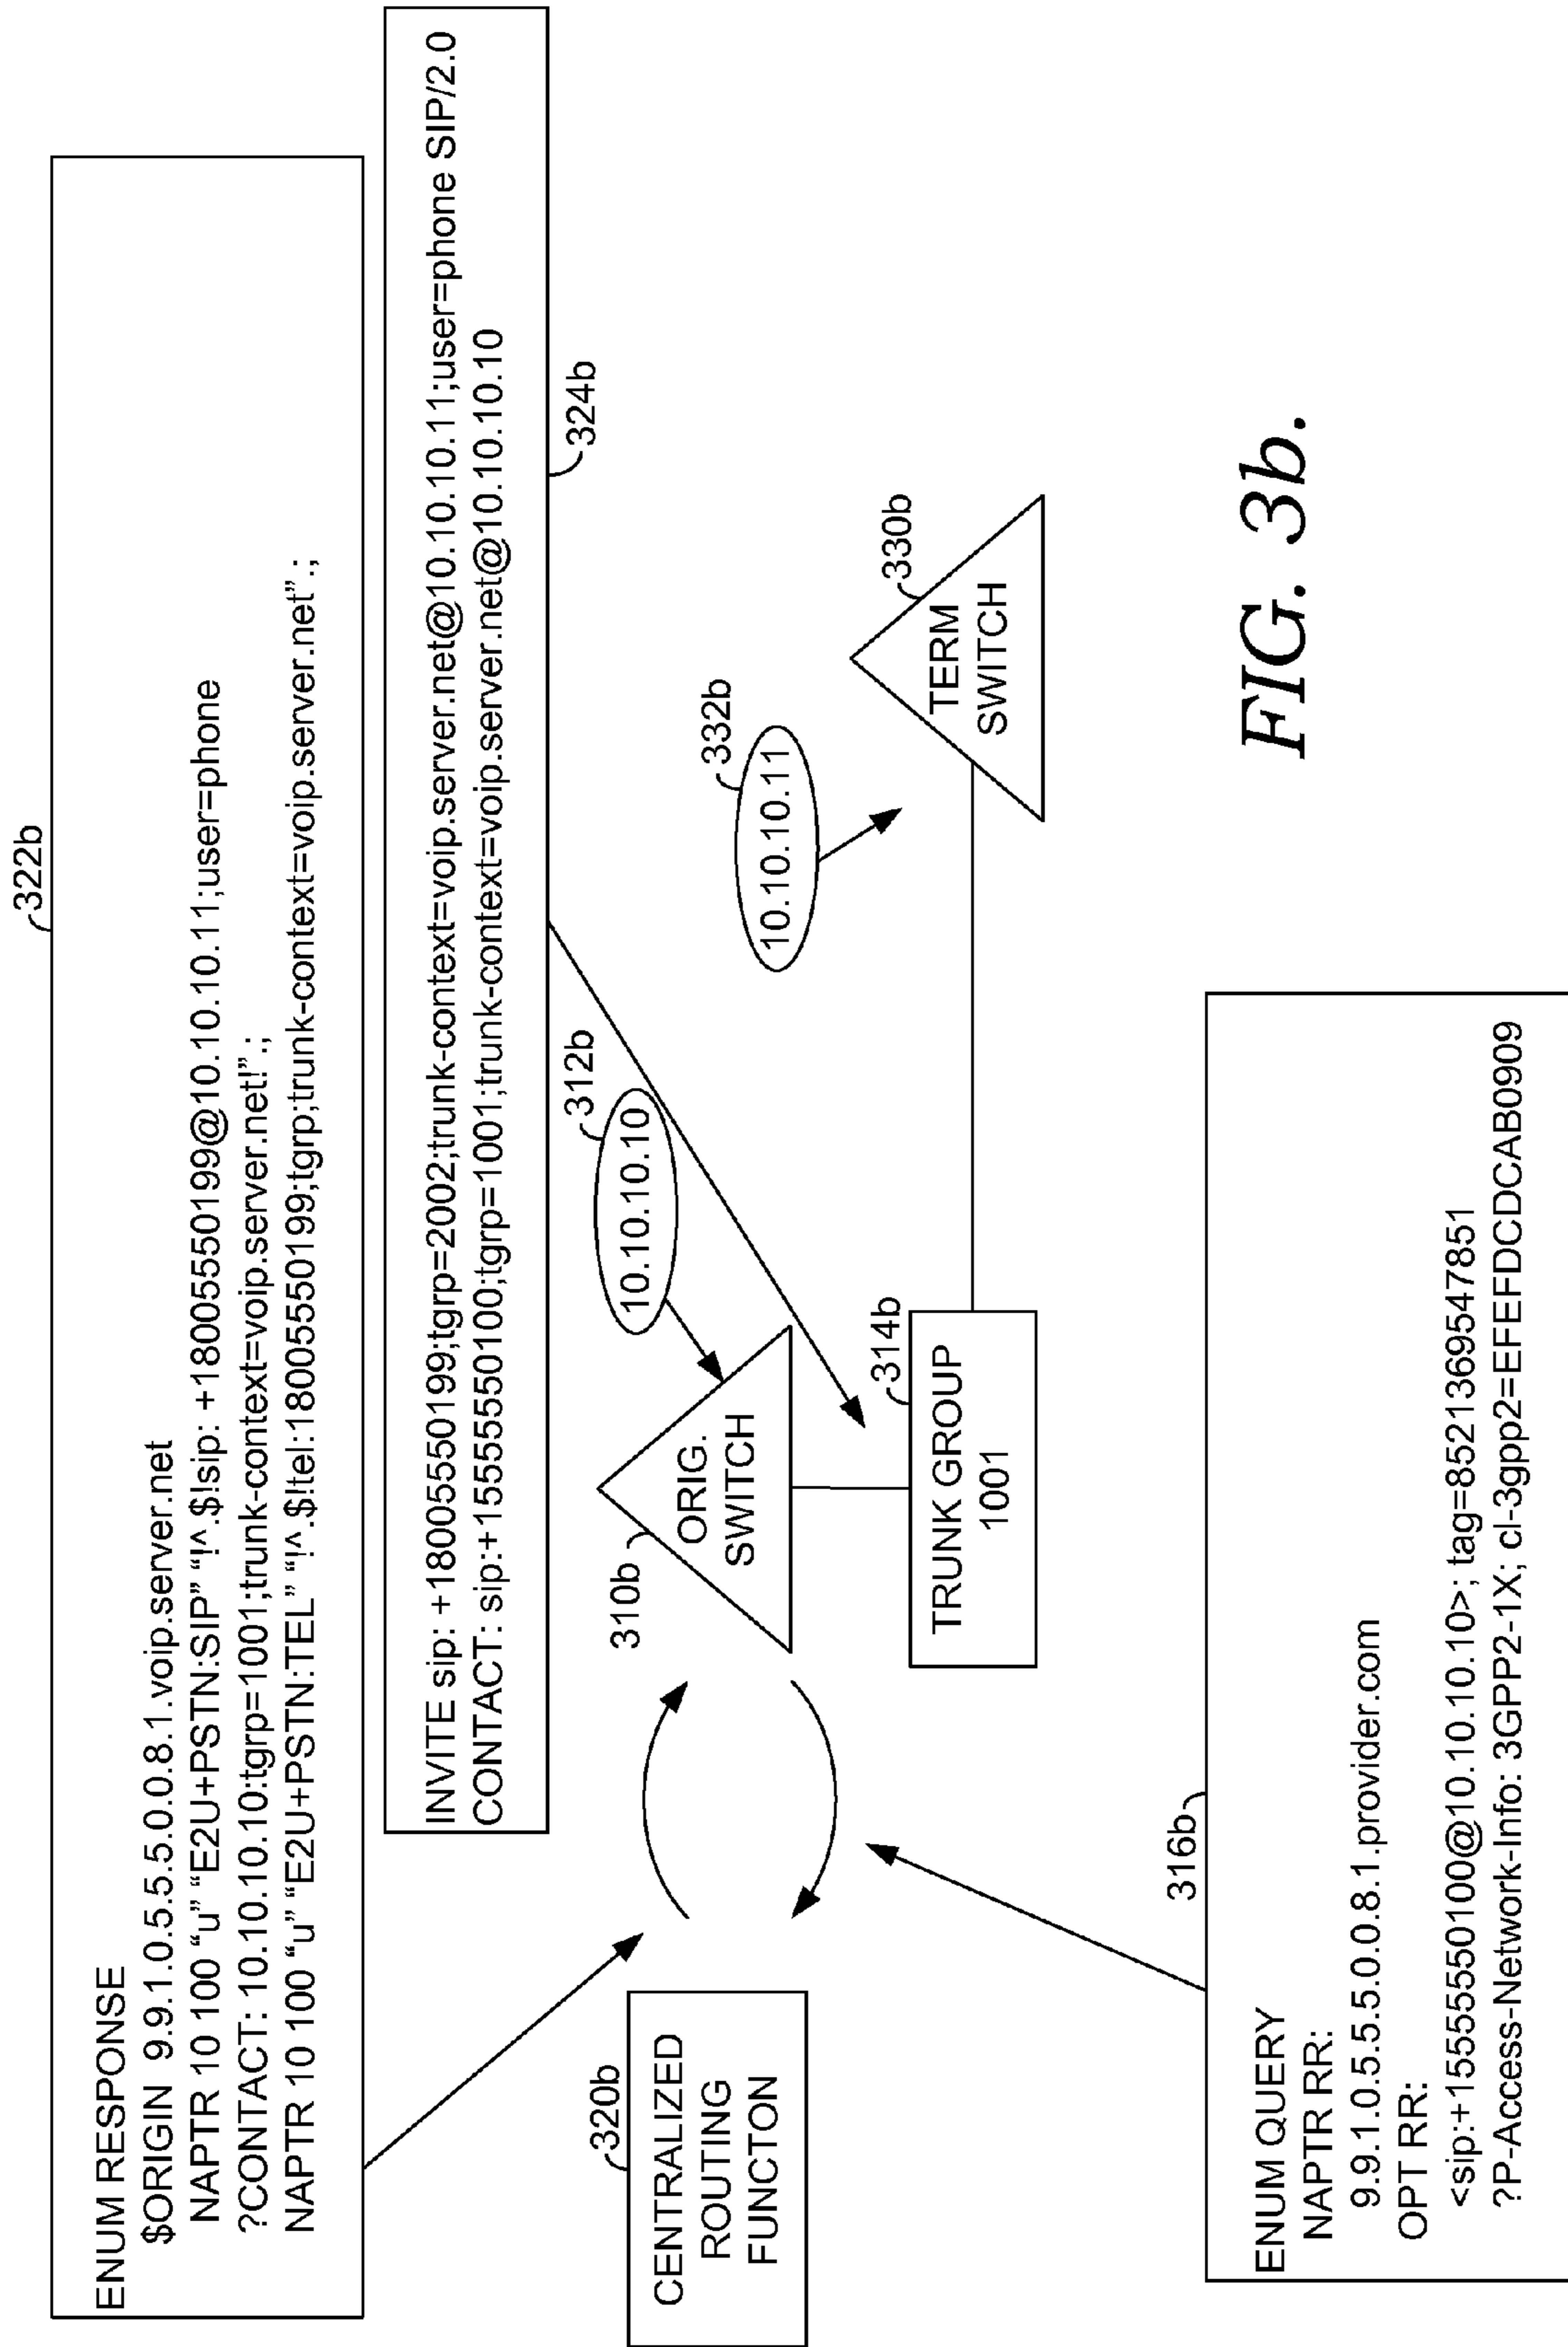 322b
ENUM RESPONSE
$ORIGIN 9.9.1.0.5.5.5.0.0.8.1.voip.server.net
NAPTR 10 100 “u” “E2U+PSTN:SIP” “!^.$!sip: +18005550199@10.10.10.11;user=phone
?CONTACT: 10.10.10.10:tgrp=1001;trunk-context=voip.server.net!”.;
NAPTR 10 100 “u” “E2U+PSTN:TEL” “!^.$!tel:18005550199;tgrp;trunk-context=voip.server.net”.;
INVITE sip: +18005550199;tgrp=2002;trunk-context=voip.server.net@10.10.10.11;user=phone SIP/2.0
CONTACT: sip:+15555550100;tgrp=1001;trunk-context=voip.server.net@10.10.10.10
324b
312b
10.10.10.10
332b
10.10.10.11
310b
ORIG.
SWITCH
330b
TERM
SWITCH
320b
CENTRALIZED
ROUTING
FUNCTON
314b
TRUNK GROUP
1001
316b
ENUM QUERY
NAPTR RR:
9.9.1.0.5.5.5.0.0.8.1.provider.com
OPT RR:
<sip:+15555550100@10.10.10.10>; tag=8521369547851
?P-Access-Network-Info: 3GPP2-1X; cl-3gpp2=EFEFDCDCAB0909
FIG. 3b.